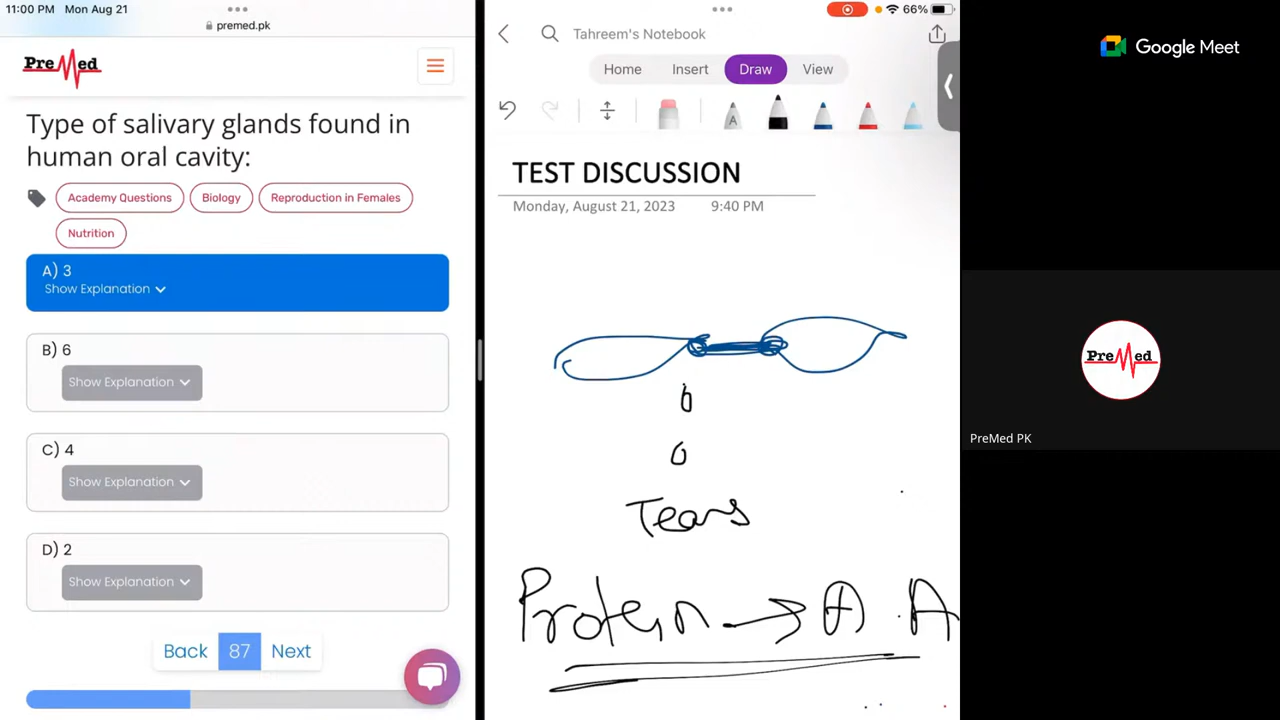 11:00 PM Mon Aug 21
premed.pk
PreMed
Type of salivary glands found in
human oral cavity:
Academy Questions
Biology
Reproduction in Females
Nutrition
A) 3
Show Explanation
B) 6
Show Explanation
C) 4
Show Explanation
D) 2
Show Explanation
Back 87 Next
66%
Tahreem's Notebook
Home Insert Draw View
A
TEST DISCUSSION
Monday, August 21, 2023 9:40 PM
Tears
Protein → A . A
Google Meet
PreMed
PreMed PK